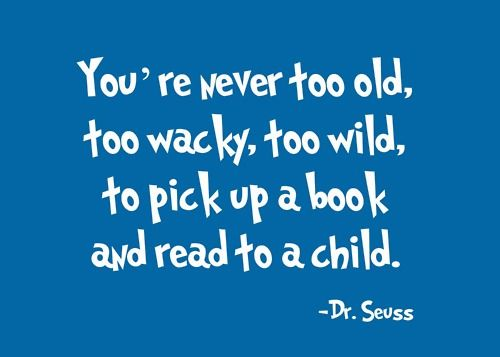 You're never too old,
too wacky, too wild,
to pick up a book
and read to a child.
-Dr. Seuss